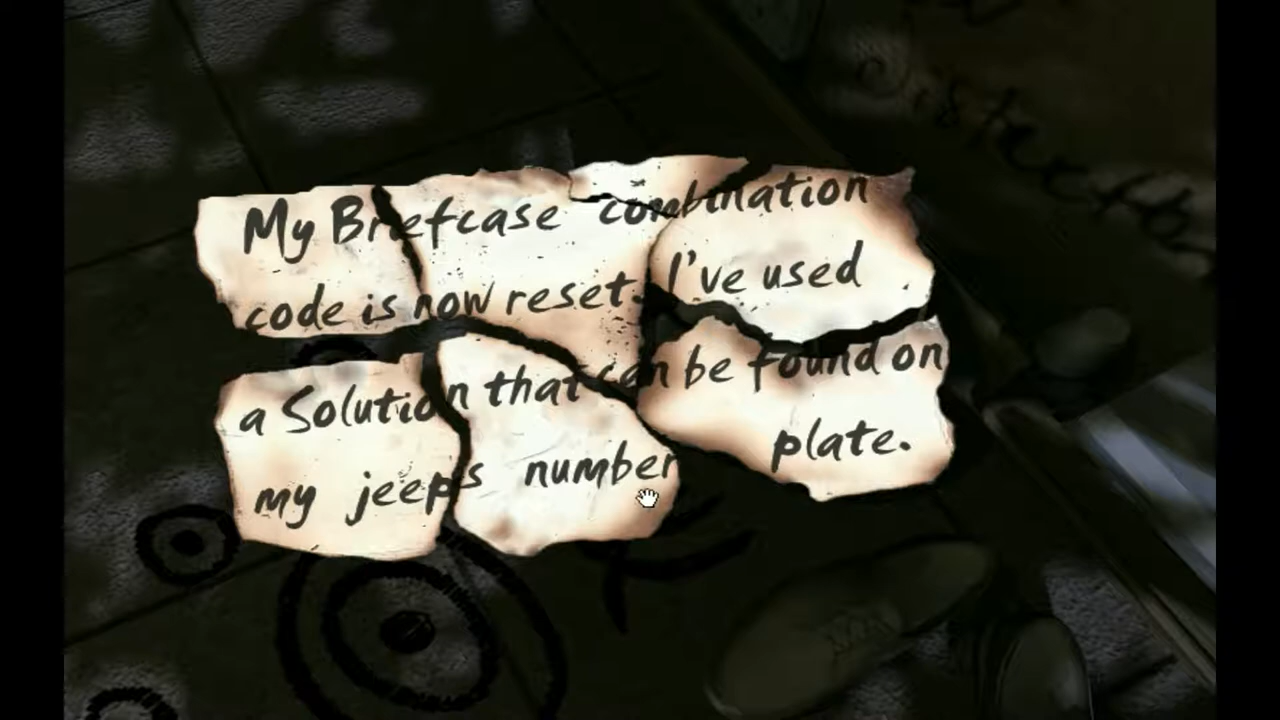 My Briefcase combination
code is now reset. I've used
a Solution that can be found on
my jeeps number plate.